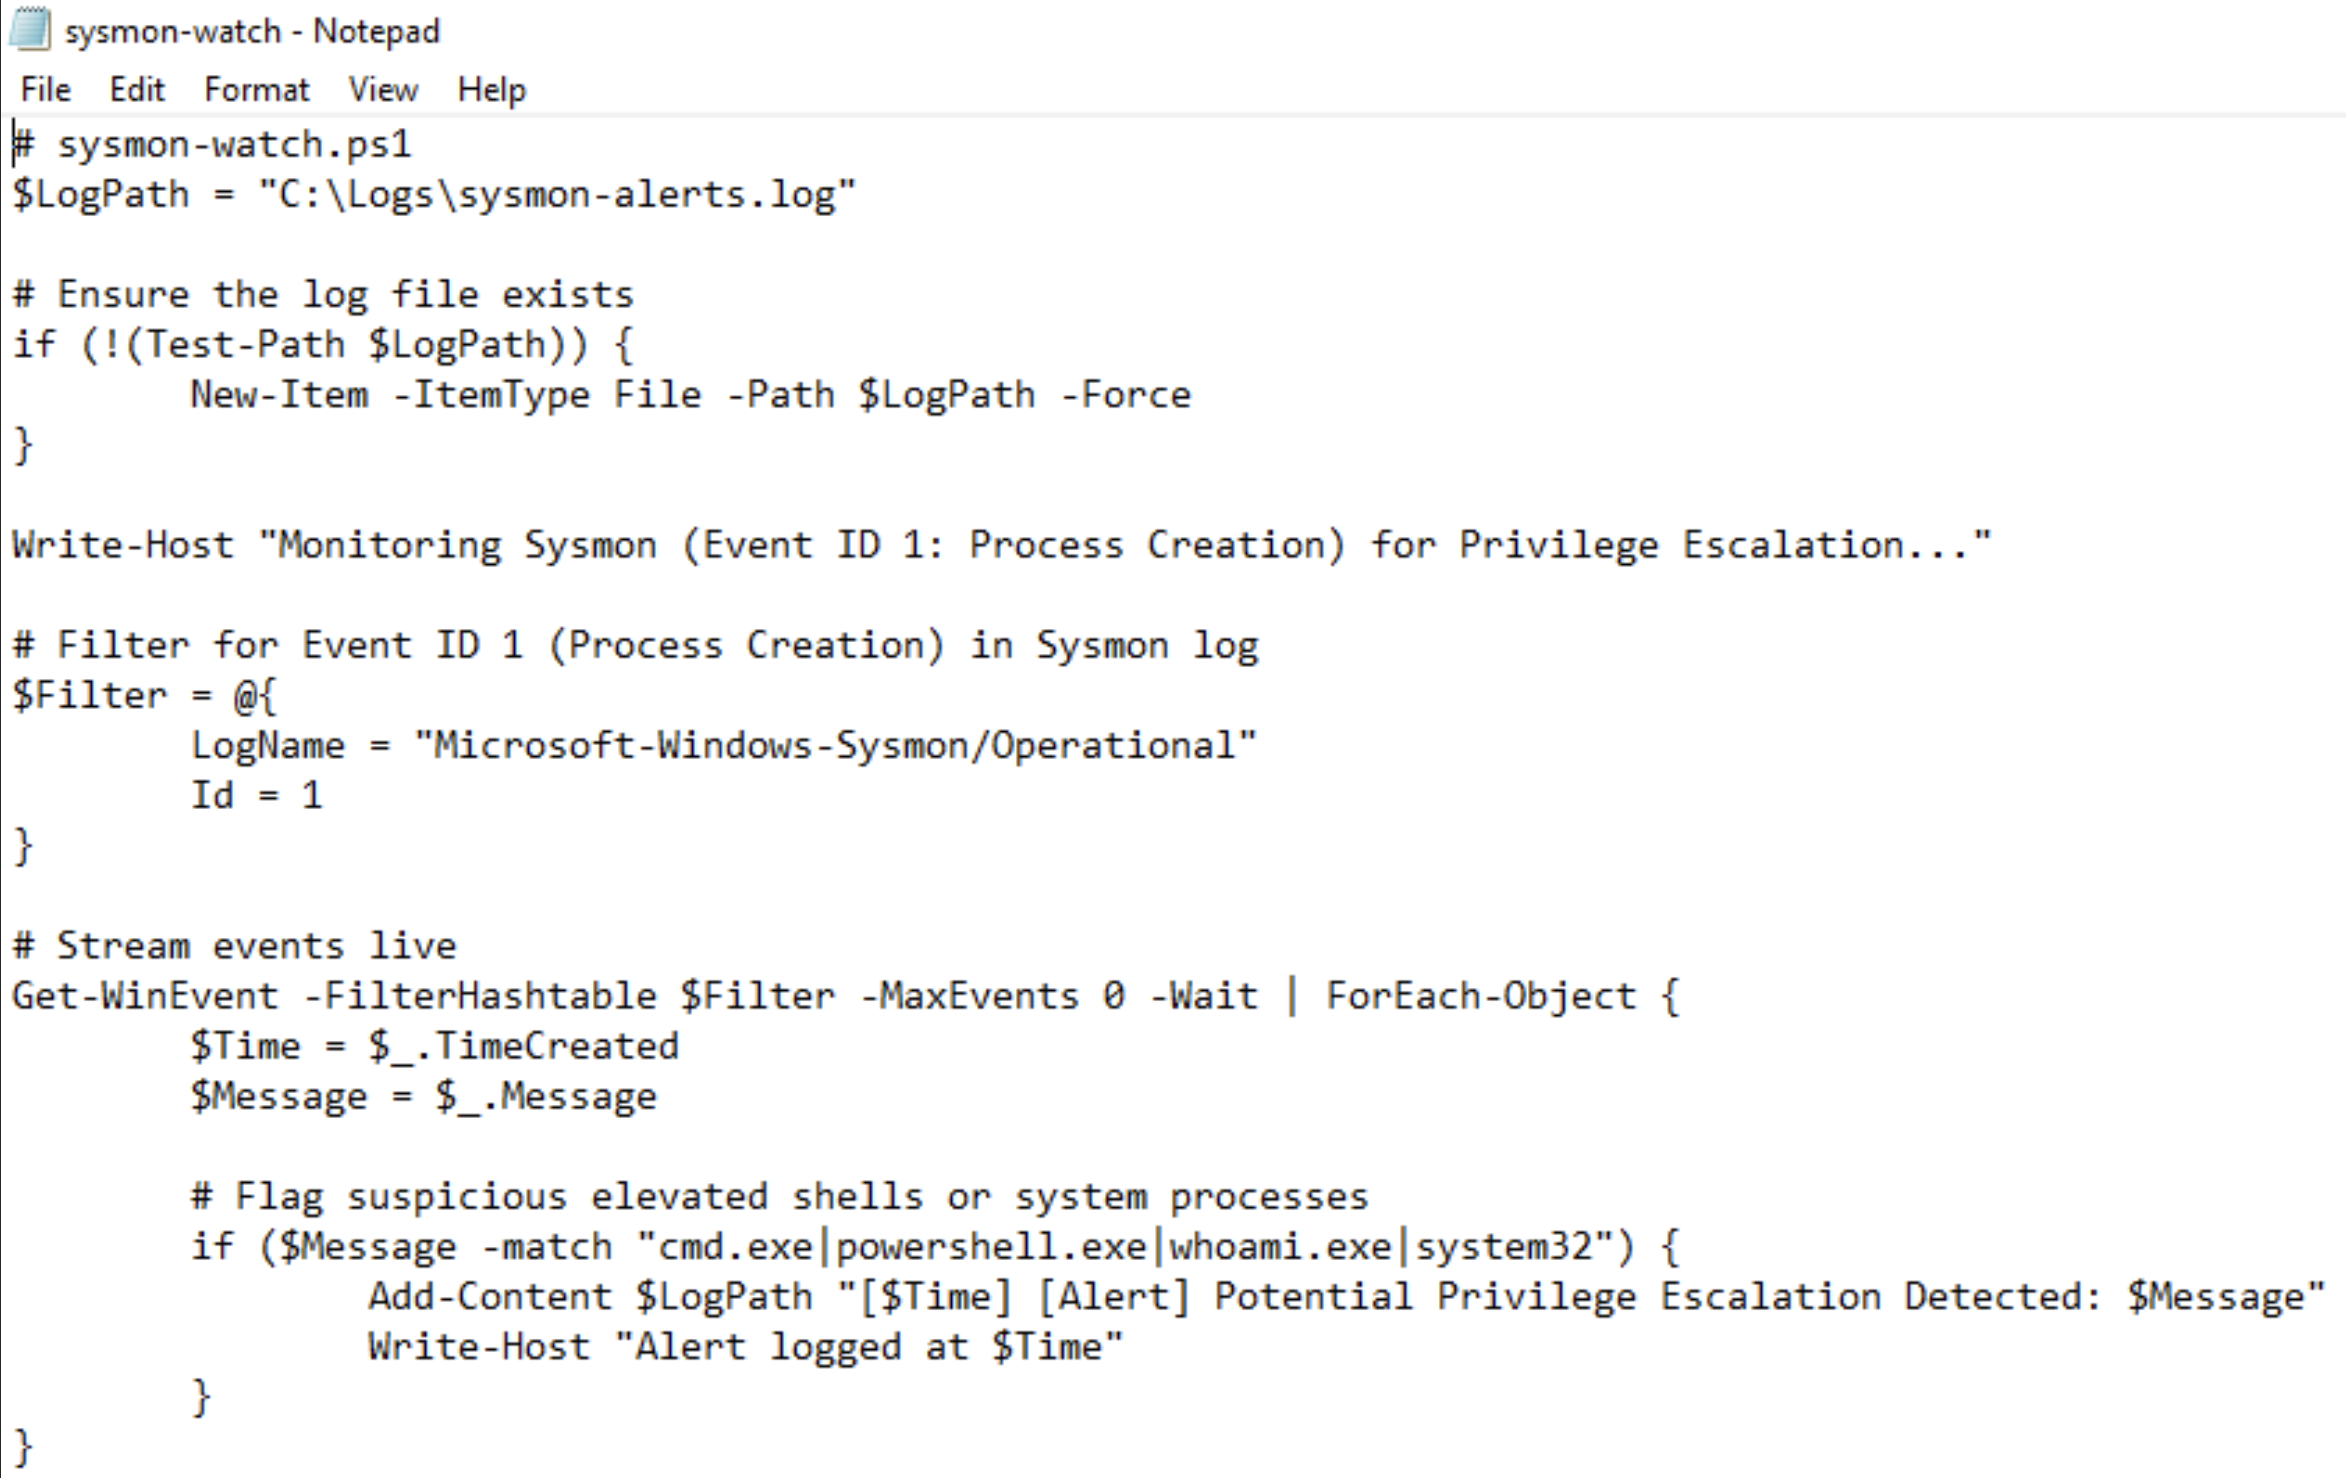 sysmon-watch - Notepad
File Edit Format View Help
# sysmon-watch.ps1
$LogPath = "C:\Logs\sysmon-alerts.log"
# Ensure the log file exists
if (!(Test-Path $LogPath)) {
New-Item -ItemType File -Path $LogPath -Force
}
Write-Host "Monitoring Sysmon (Event ID 1: Process Creation) for Privilege Escalation..."
# Filter for Event ID 1 (Process Creation) in Sysmon log
$Filter = @{
LogName = "Microsoft-Windows-Sysmon/Operational"
Id = 1
}
# Stream events live
Get-WinEvent -FilterHashtable $Filter -MaxEvents 0 -Wait | ForEach-Object {
$Time = $_.TimeCreated
$Message = $_.Message
# Flag suspicious elevated shells or system processes
if ($Message -match "cmd.exe|powershell.exe|whoami.exe|system32") {
Add-Content $LogPath "[$Time] [Alert] Potential Privilege Escalation Detected: $Message"
Write-Host "Alert logged at $Time"
}
}